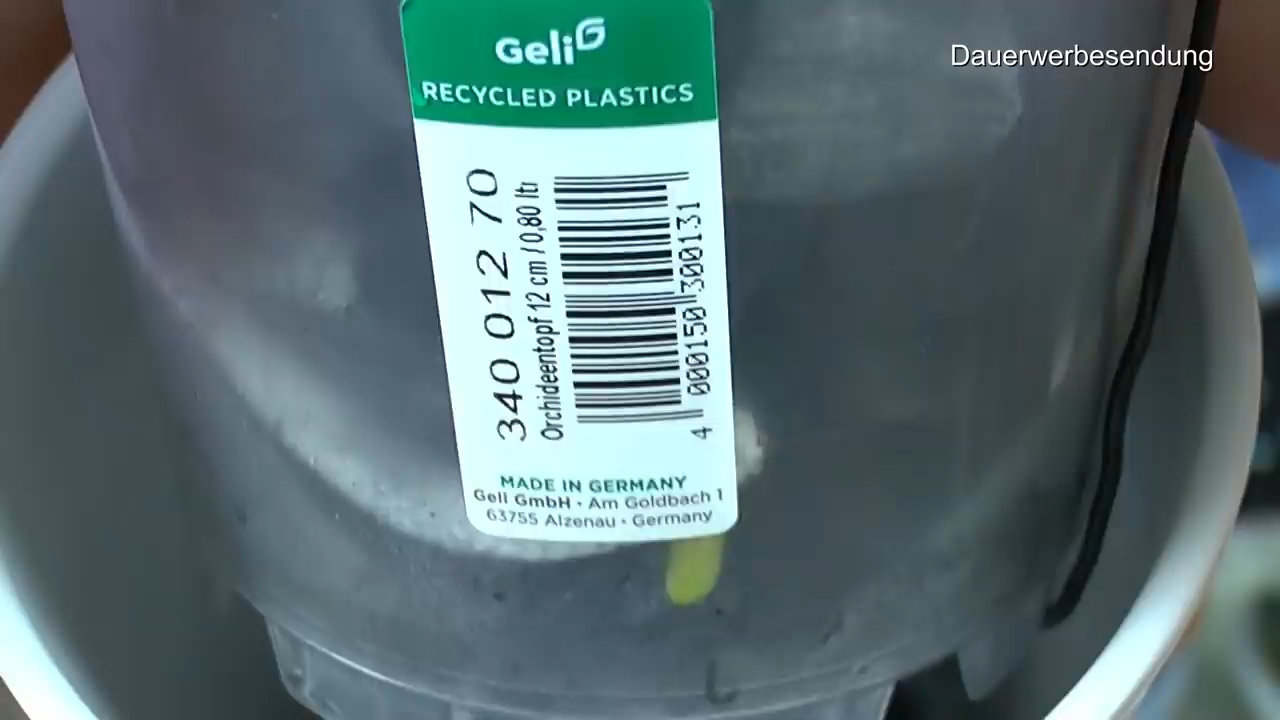 Dauerwerbesendung
Geli
RECYCLED PLASTICS
340 012 70
Orchideentopf 12 cm / 0,80 ltr
4 000150 300131
MADE IN GERMANY
Geli GmbH · Am Goldbach 1
63755 Alzenau · Germany